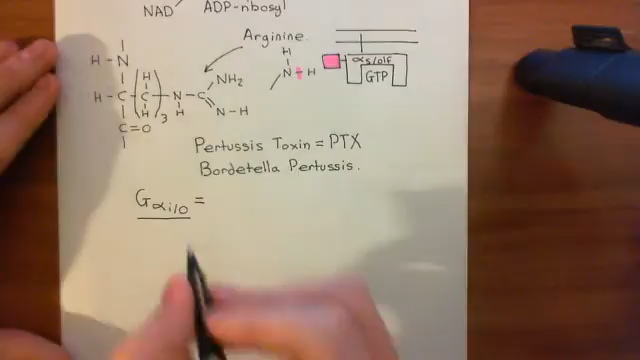 NAD ADP-ribosyl
Arginine.
H-N
H-C-(C)3-N-C NH2
H
H
H
N-H
C=O
H
N-H
αs/olf
GTP
Pertussis Toxin = PTX
Bordetella Pertussis.
Gαi/o =